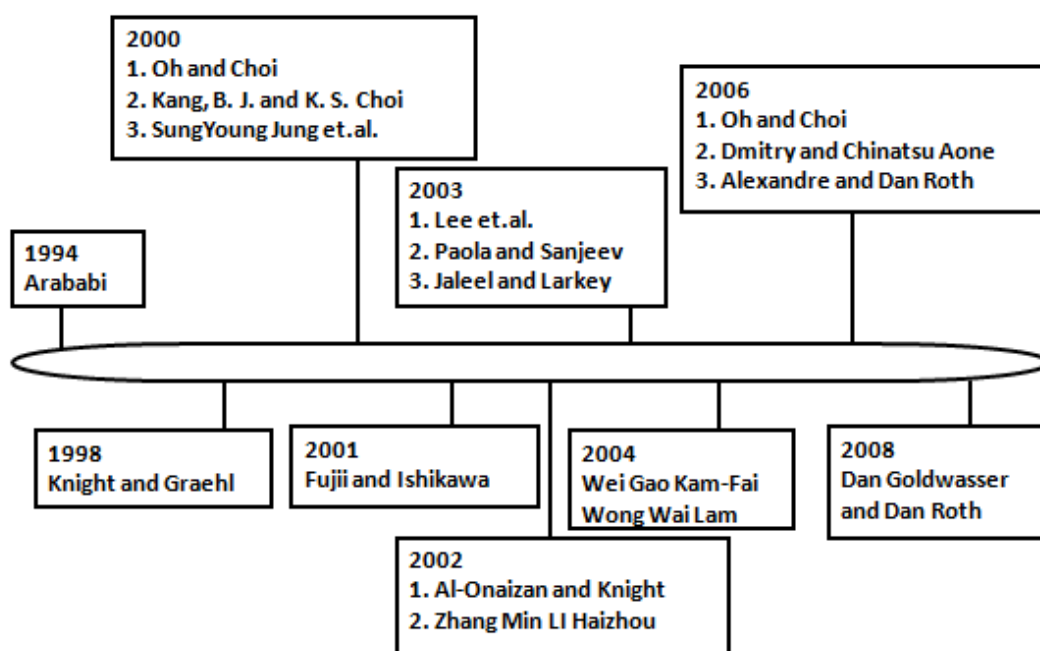 2000
1. Oh and Choi
2. Kang, B. J. and K. S. Choi
3. SungYoung Jung et.al.
2006
1. Oh and Choi
2. Dmitry and Chinatsu Aone
3. Alexandre and Dan Roth
2003
1. Lee et.al.
2. Paola and Sanjeev
3. Jaleel and Larkey
1994
Arababi
1998
Knight and Graehl
2001
Fujii and Ishikawa
2004
Wei Gao Kam-Fai
Wong Wai Lam
2008
Dan Goldwasser
and Dan Roth
2002
1. Al-Onaizan and Knight
2. Zhang Min LI Haizhou